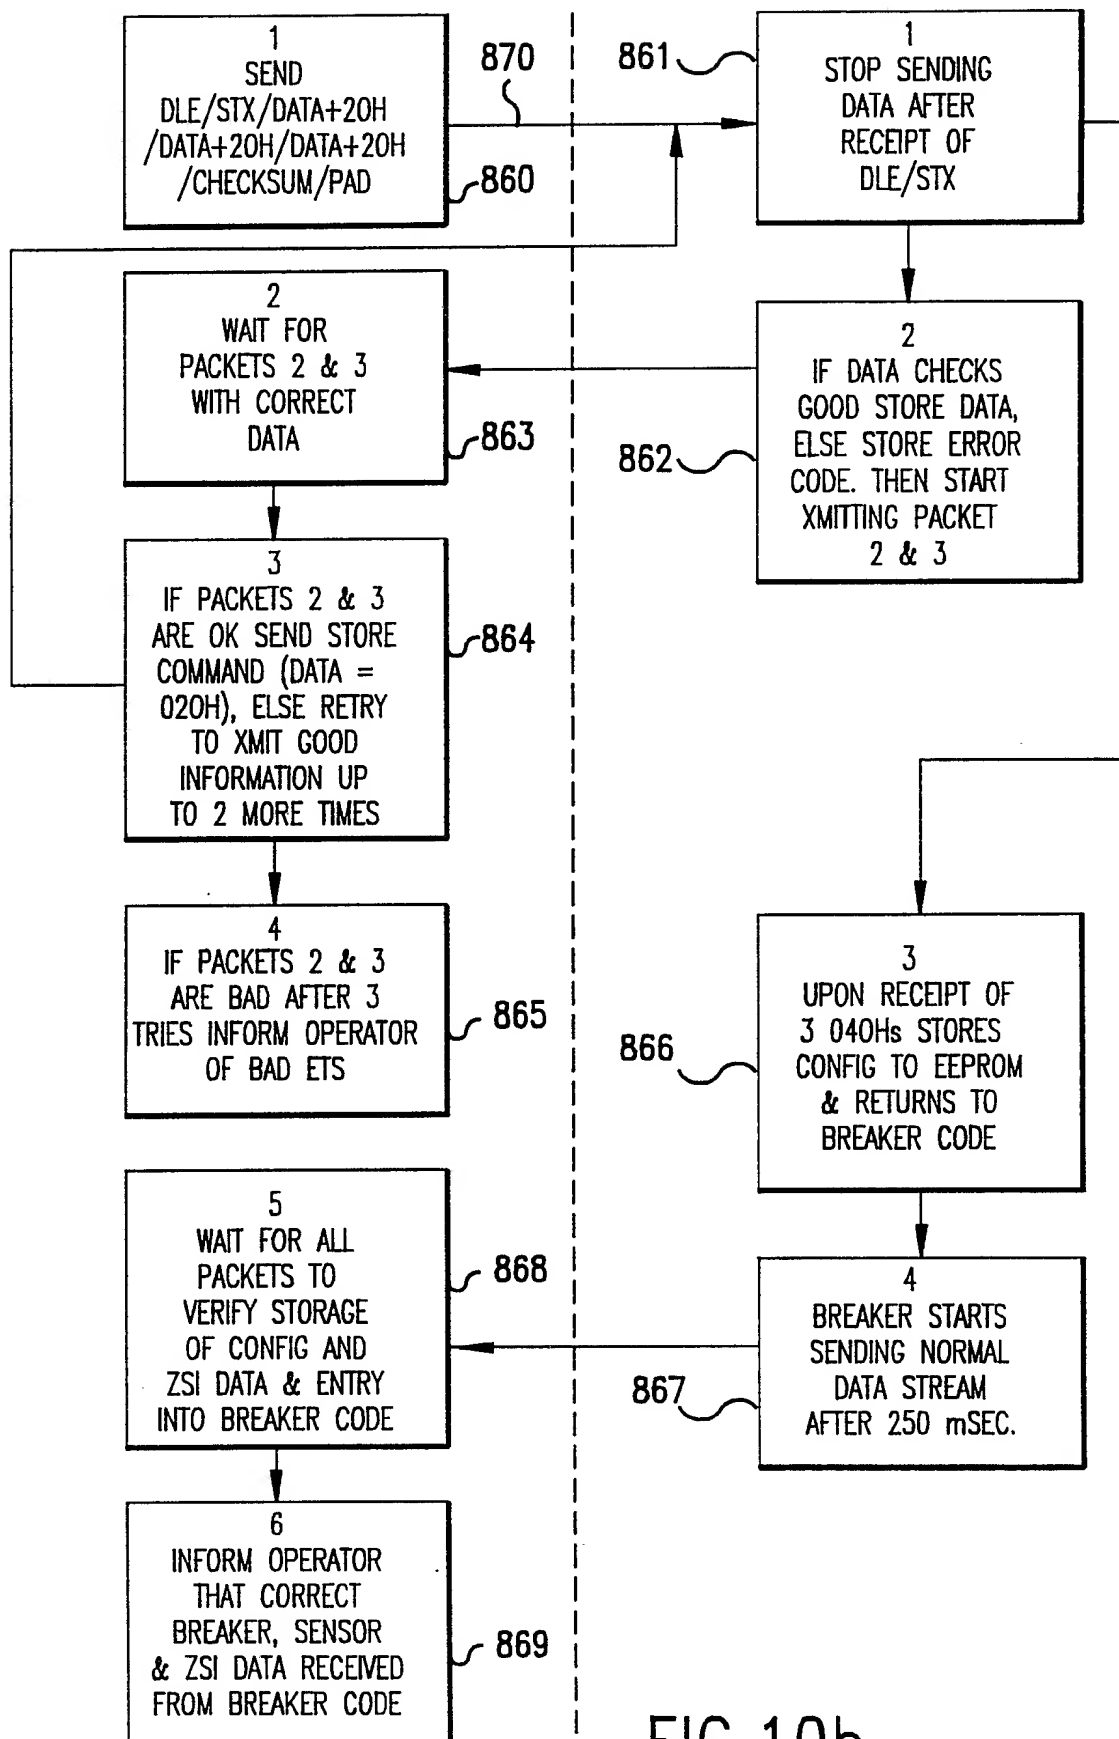 1
SEND
DLE/STX/DATA+20H
/DATA+20H/DATA+20H
/CHECKSUM/PAD
860
870
861
1
STOP SENDING
DATA AFTER
RECEIPT OF
DLE/STX
2
WAIT FOR
PACKETS 2 & 3
WITH CORRECT
DATA
863
2
IF DATA CHECKS
GOOD STORE DATA,
ELSE STORE ERROR
CODE. THEN START
XMITTING PACKET
2 & 3
862
3
IF PACKETS 2 & 3
ARE OK SEND STORE
COMMAND (DATA =
020H), ELSE RETRY
TO XMIT GOOD
INFORMATION UP
TO 2 MORE TIMES
864
4
IF PACKETS 2 & 3
ARE BAD AFTER 3
TRIES INFORM OPERATOR
OF BAD ETS
865
3
UPON RECEIPT OF
3 040Hs STORES
CONFIG TO EEPROM
& RETURNS TO
BREAKER CODE
866
5
WAIT FOR ALL
PACKETS TO
VERIFY STORAGE
OF CONFIG AND
ZSI DATA & ENTRY
INTO BREAKER CODE
868
4
BREAKER STARTS
SENDING NORMAL
DATA STREAM
AFTER 250 mSEC.
867
6
INFORM OPERATOR
THAT CORRECT
BREAKER, SENSOR
& ZSI DATA RECEIVED
FROM BREAKER CODE
869
FIG.10b